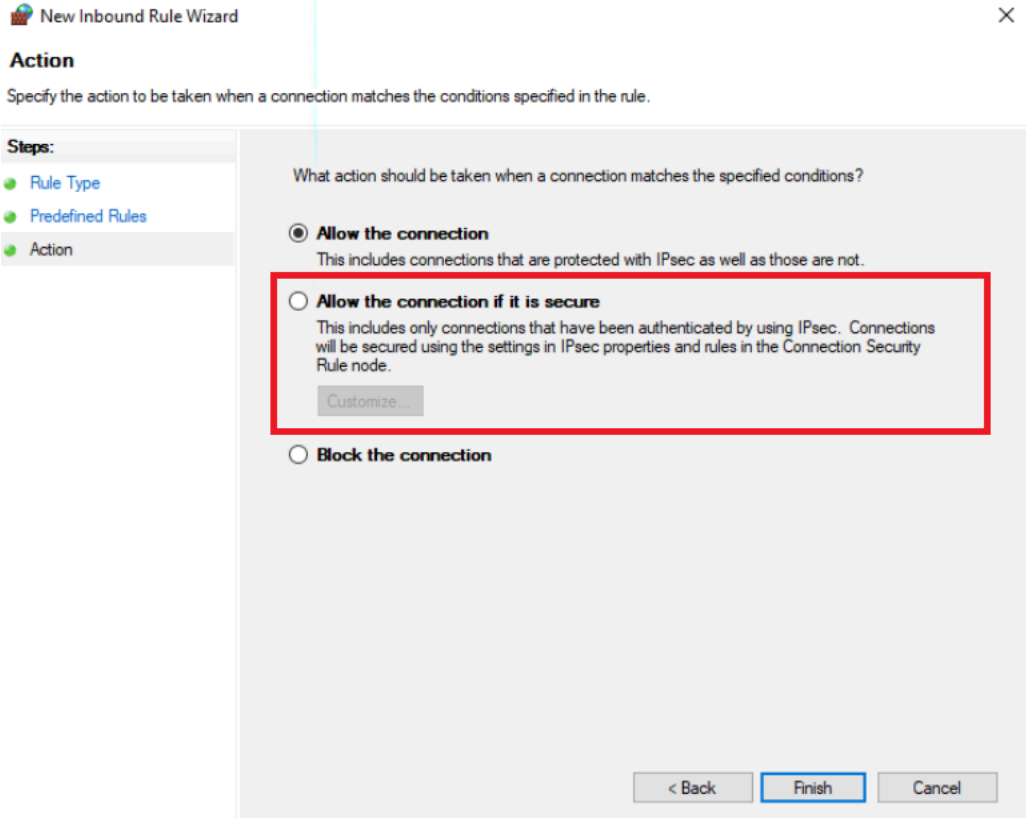 New Inbound Rule Wizard
Action
Specify the action to be taken when a connection matches the conditions specified in the rule.
Steps:
Rule Type
Predefined Rules
Action
What action should be taken when a connection matches the specified conditions?
Allow the connection
This includes connections that are protected with IPsec as well as those are not.
Allow the connection if it is secure
This includes only connections that have been authenticated by using IPsec. Connections
will be secured using the settings in IPsec properties and rules in the Connection Security
Rule node.
Customize...
Block the connection
< Back
Finish
Cancel